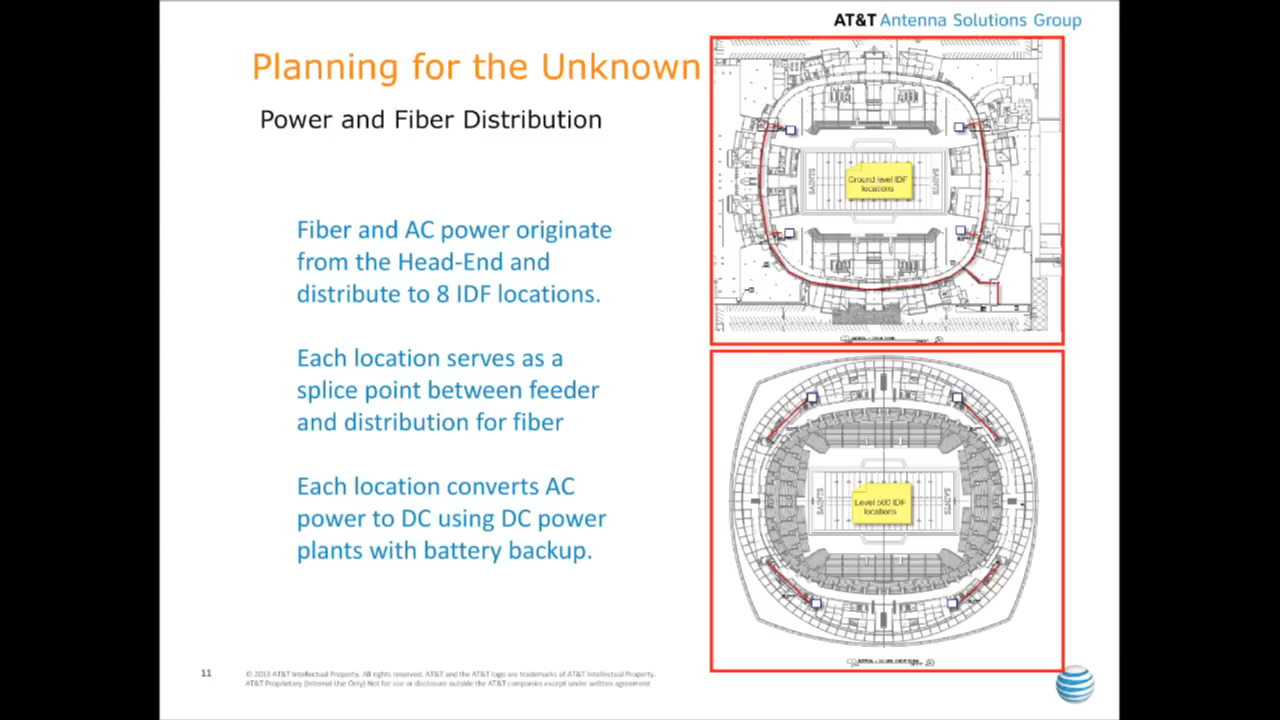 AT&T Antenna Solutions Group
Planning for the Unknown
Power and Fiber Distribution
Fiber and AC power originate
from the Head-End and
distribute to 8 IDF locations.
Each location serves as a
splice point between feeder
and distribution for fiber
Each location converts AC
power to DC using DC power
plants with battery backup.
SAINTS
Ground level IDF
locations
SAINTS
SAINTS
Level 500 IDF
locations
SAINTS
11
© 2013 AT&T Intellectual Property. All rights reserved. AT&T and the AT&T logo are trademarks of AT&T Intellectual Property.
AT&T Proprietary (Internal Use Only) Not for use or disclosure outside the AT&T companies except under written agreement